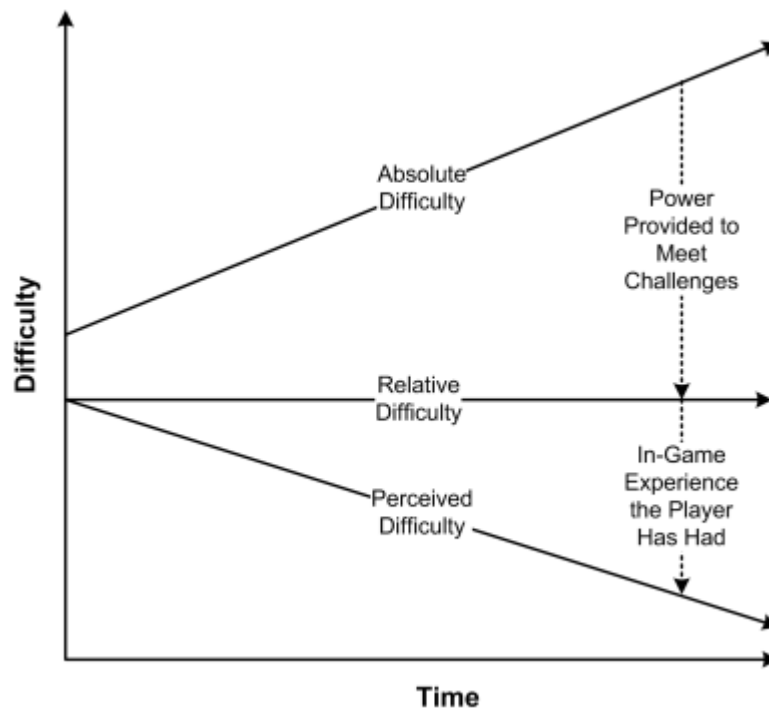 Absolute
Difficulty
Power
Provided to
Meet
Challenges
Difficulty
Relative
Difficulty
In-Game
Experience
the Player
Has Had
Perceived
Difficulty
Time